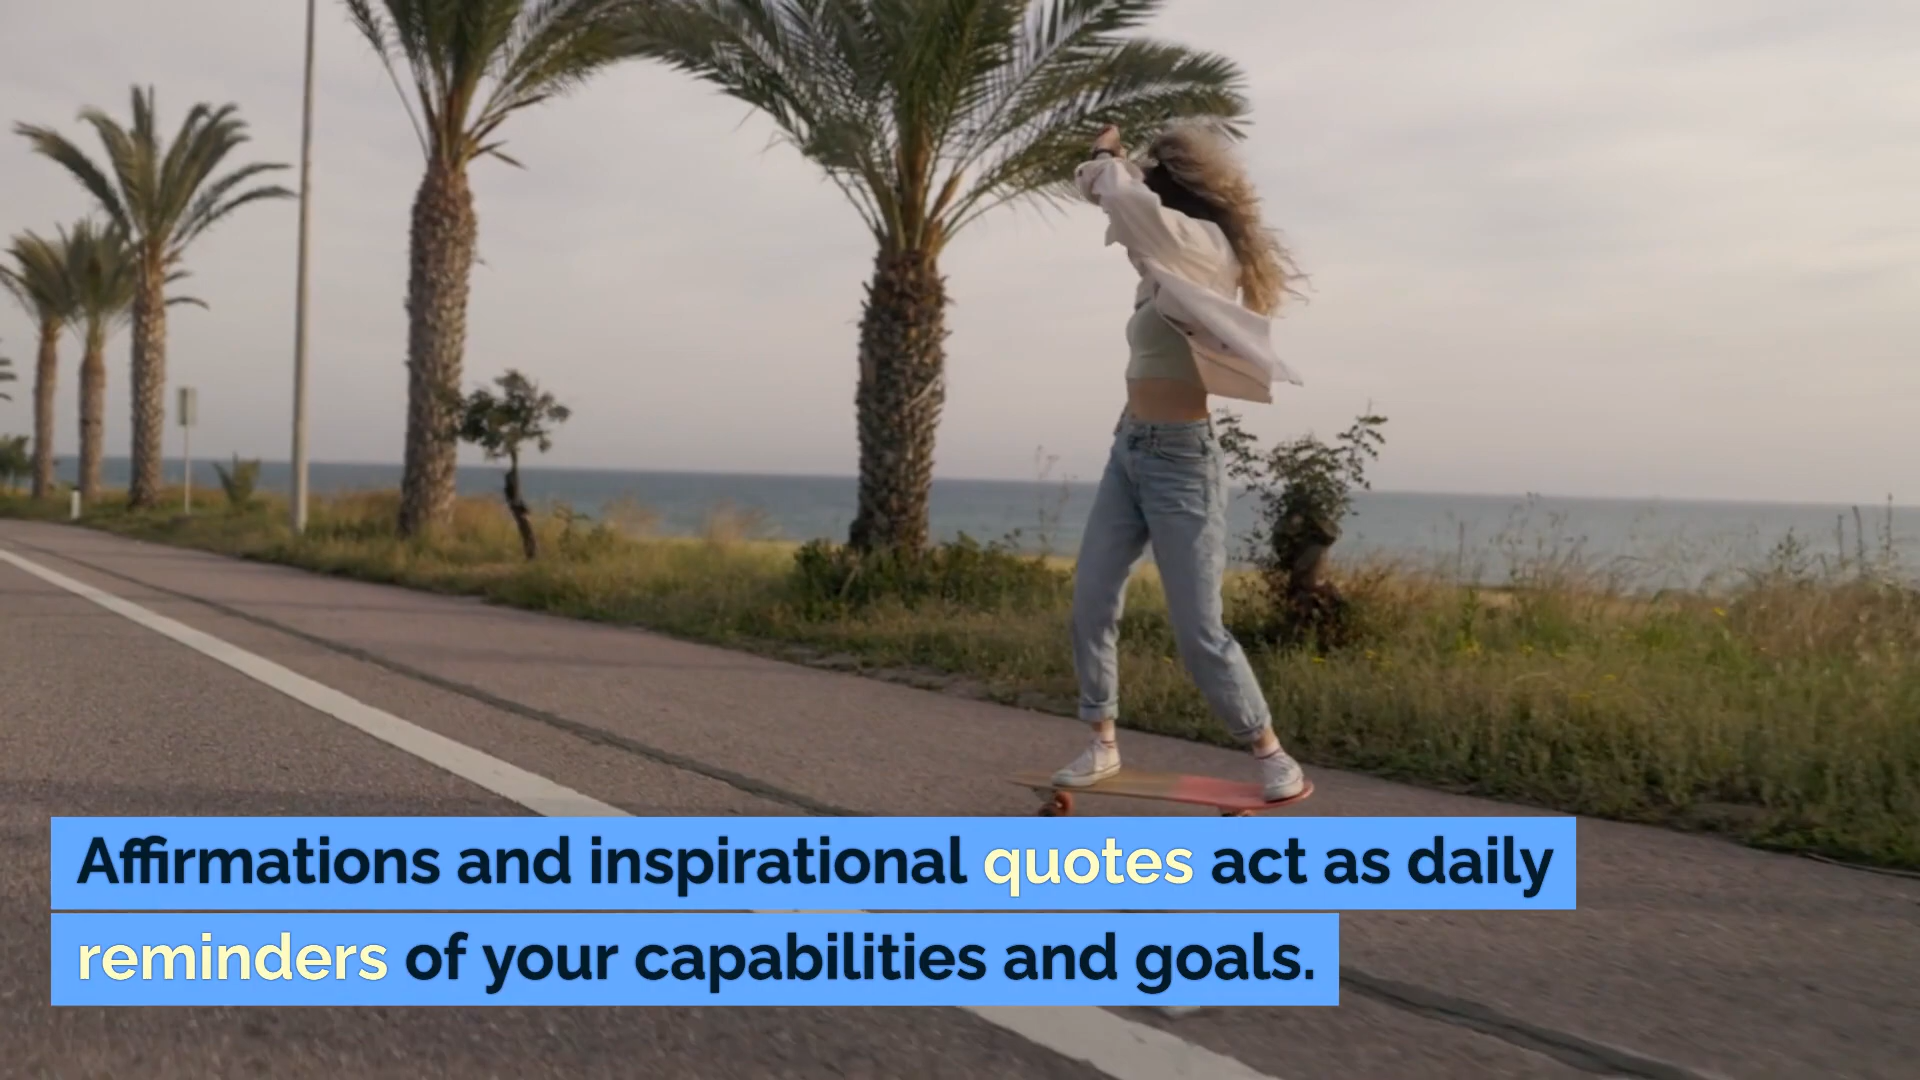 Affirmations and inspirational quotes act as daily
reminders of your capabilities and goals.